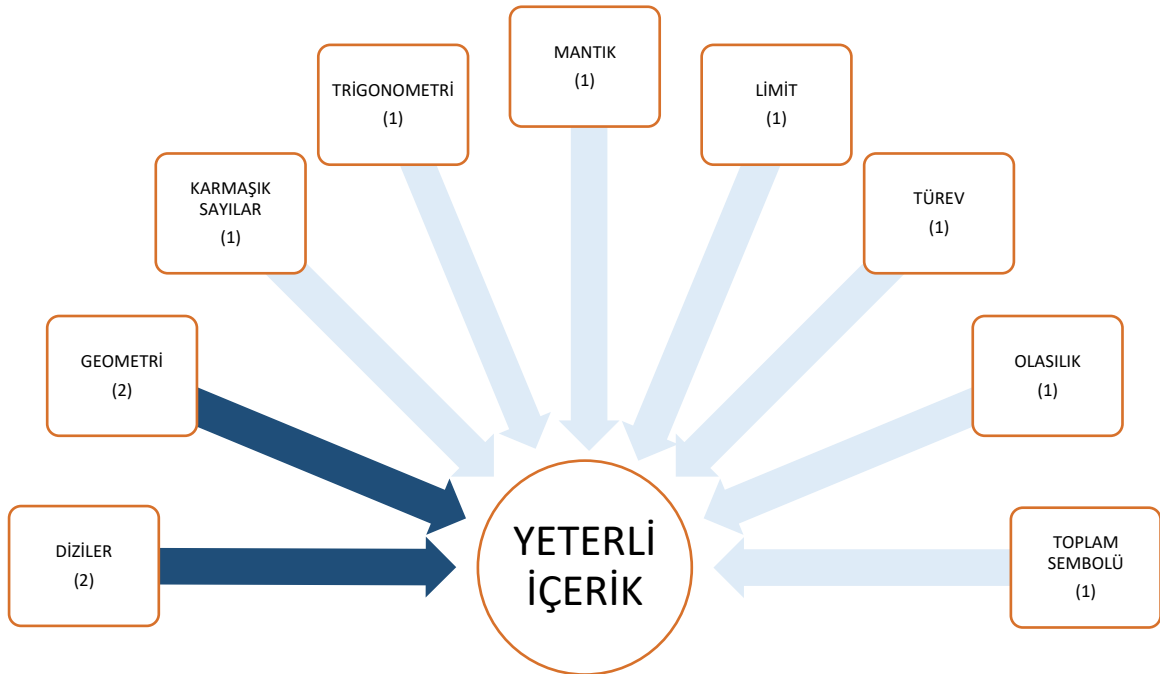 MANTIK
(1)
TRİGONOMETRİ
(1)
LİMİT
(1)
KARMAŞIK
SAYILAR
(1)
TÜREV
(1)
GEOMETRİ
(2)
OLASILIK
(1)
DİZİLER
(2)
YETERLİ
İÇERİK
TOPLAM
SEMBOLÜ
(1)